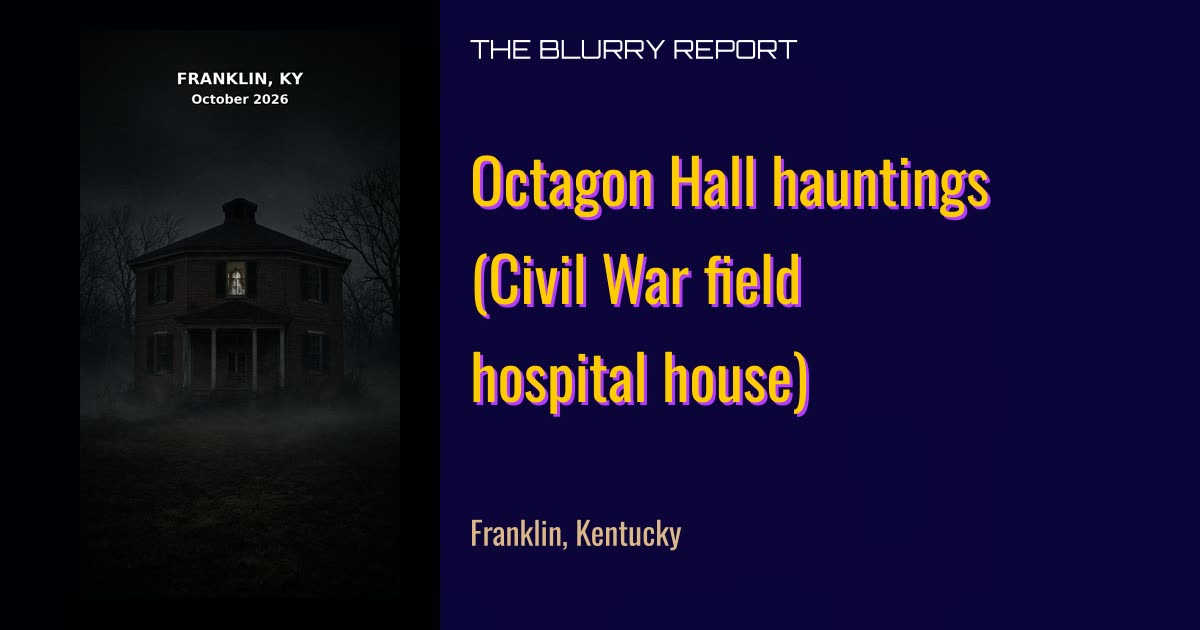 FRANKLIN, KY
October 2026
THE BLURRY REPORT
Octagon Hall hauntings
(Civil War field
hospital house)
Franklin, Kentucky